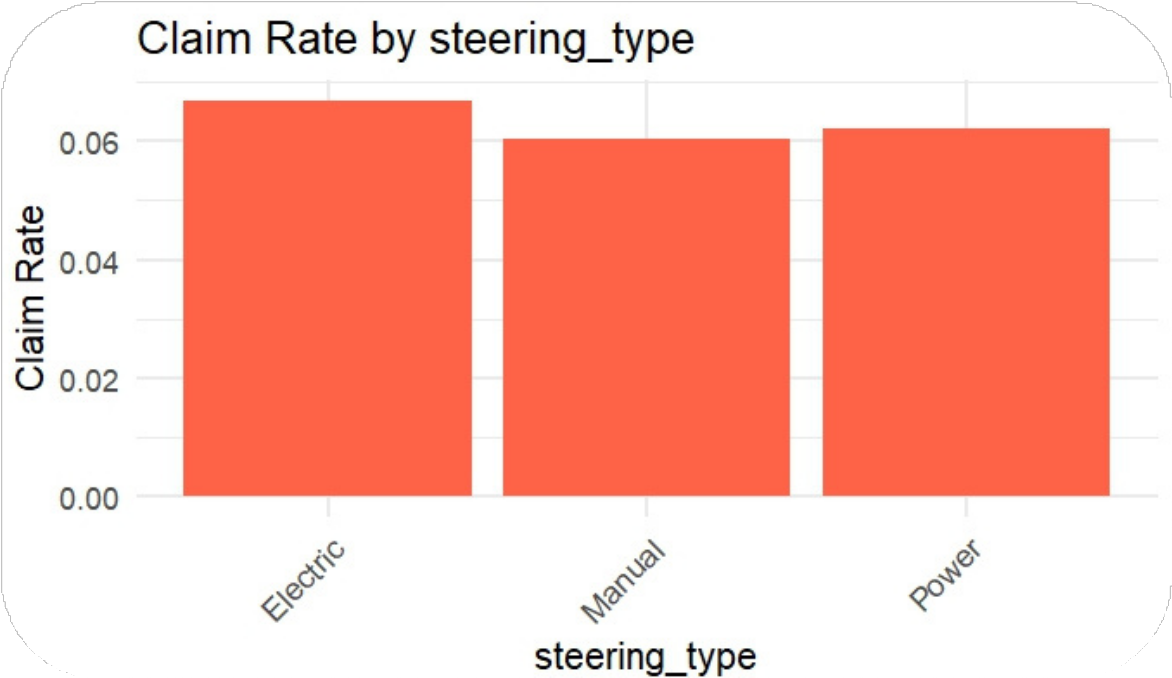 Claim Rate by steering_type
Claim Rate
0.06
0.04
0.02
0.00
Electric
Manual
Power
steering_type